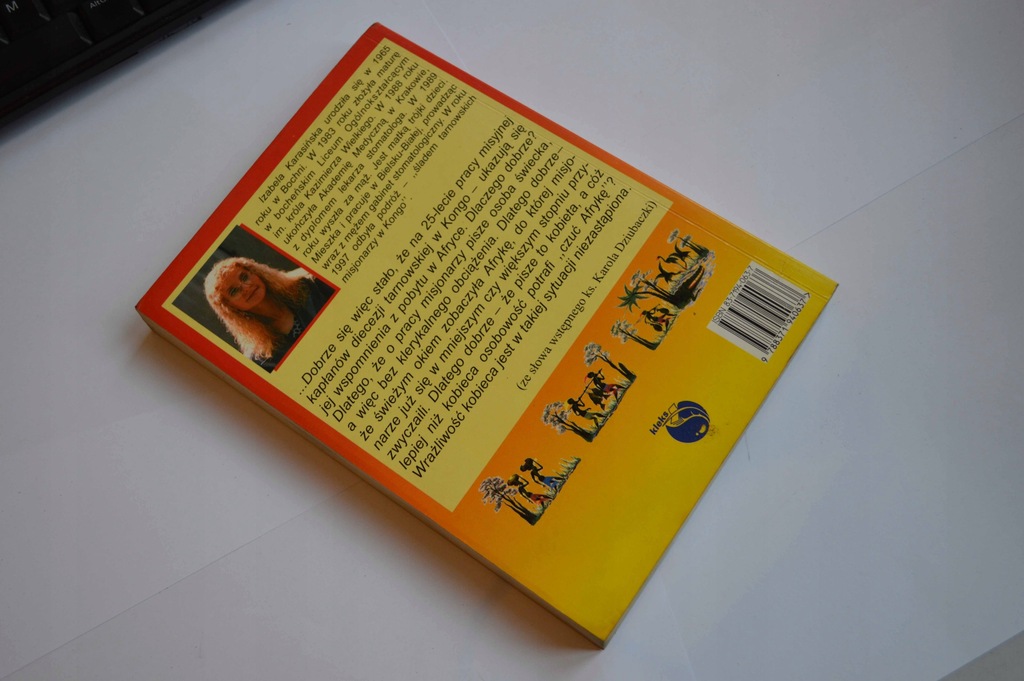 Izabela Karasińska urodziła się w 1965
roku w Bochni. W 1983 roku złożyła maturę
w bocheńskim Liceum Ogólnokształcącym
im. króla Kazimierza Wielkiego. W 1988 roku
ukończyła Akademię Medyczną w Krakowie,
z dyplomem lekarza stomatologa. W 1989
roku wyszła za mąż. Jest matką trójki dzieci.
Mieszka i pracuje w Bielsku-Białej, prowadząc
wraz z mężem gabinet stomatologiczny. W roku
1997 odbyła podróż – „śladem tarnowskich
misjonarzy w Kongo”.
„Dobrze się więc stało, że na 25-lecie pracy misyjnej
kapłanów diecezji tarnowskiej w Kongo – ukazują się
jej wspomnienia z pobytu w Afryce. Dlaczego dobrze?
Dlatego, że o pracy misjonarzy pisze osoba świecka,
a więc bez klerykalnego obciążenia. Dlatego dobrze –
że świeżym okiem zobaczyła Afrykę, do której misjo-
narze już się w mniejszym czy większym stopniu przy-
zwyczaili. Dlatego dobrze – że pisze to kobieta, a cóż
lepiej niż kobieca osobowość potrafi „czuć Afrykę”?
Wrażliwość kobieca jest w takiej sytuacji niezastąpiona.
(ze słowa wstępnego ks. Karola Dziubaczki)
kleks
M